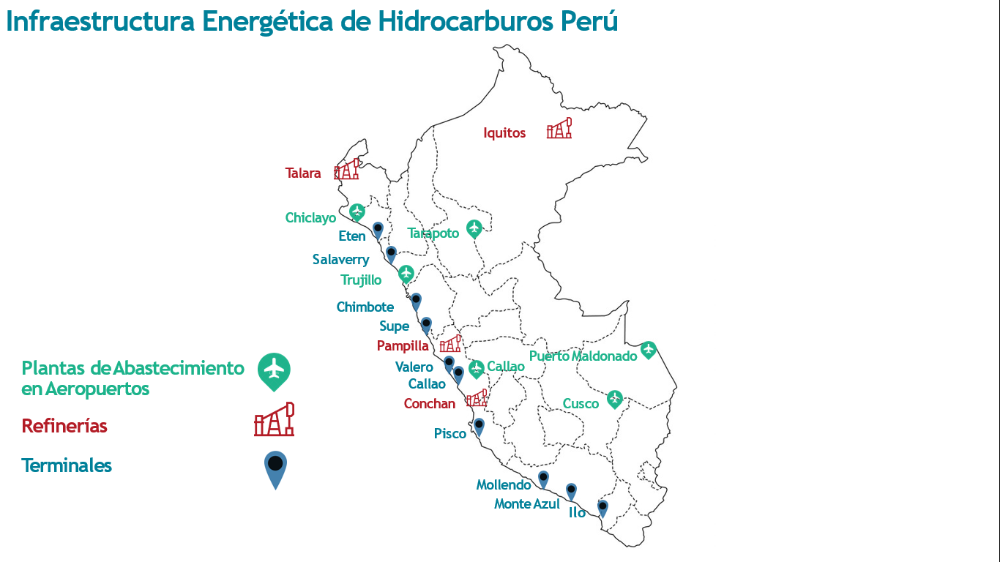 Infraestructura Energética de Hidrocarburos Perú
Iquitos
Talara
Chiclayo
Eten
Tarapoto
Salaverry
Trujillo
Chimbote
Supe
Pampilla
Puerto Maldonado
Valero
Callao
Callao
Conchan
Cusco
Pisco
Mollendo
Monte Azul
Ilo
Plantas de Abastecimiento
en Aeropuertos
Refinerías
Terminales